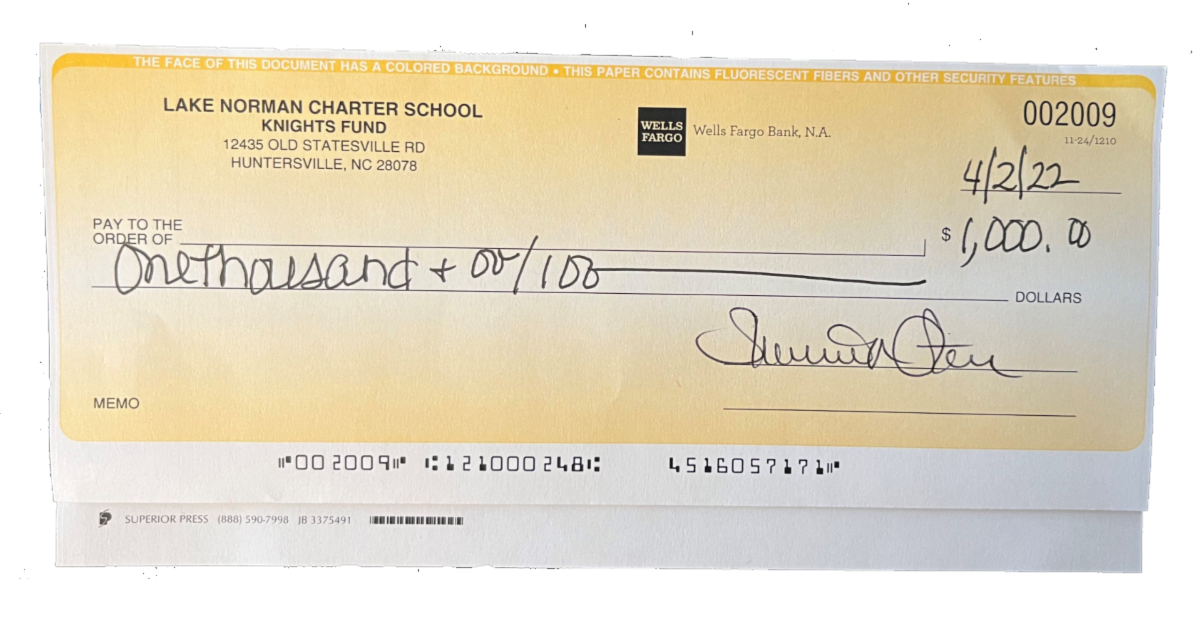 THE FACE OF THIS DOCUMENT HAS A COLORED BACKGROUND • THIS PAPER CONTAINS FLUORESCENT FIBERS AND OTHER SECURITY FEATURES
LAKE NORMAN CHARTER SCHOOL
KNIGHTS FUND
12435 OLD STATESVILLE RD
HUNTERSVILLE, NC 28078
WELLS
FARGO
Wells Fargo Bank, N.A.
002009
11-24/1210
4/2/22
PAY TO THE
ORDER OF
$ 1,000.00
One thousand + 00/100
DOLLARS
MEMO
⑈002009⑈ ⑆121000248⑆ 4516057171⑈
SUPERIOR PRESS (888) 590-7998 JB 3375491